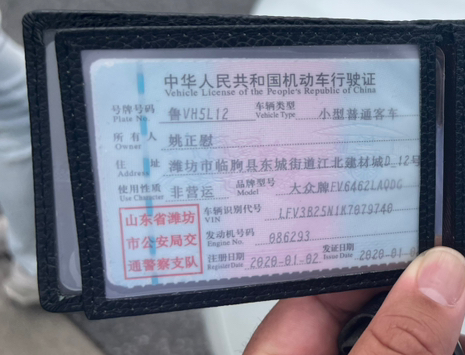 中华人民共和国机动车行驶证
Vehicle License of the People's Republic of China
号牌号码 鲁VH5L12 车辆类型 小型普通客车
Plate No. Vehicle Type
所有人 姚正慰
Owner
住址 潍坊市临朐县东城街道江北建材城D 12号
Address
使用性质 非营运 品牌型号 大众牌FV6462LAQDG
Use Character Model
山东省潍坊
市公安局交
通警察支队
车辆识别代号 LFV3B25N1K7079740
VIN
发动机号码 086293
Engine No.
注册日期 2020-01-02 发证日期 2020-01-0
Register Date Issue Date